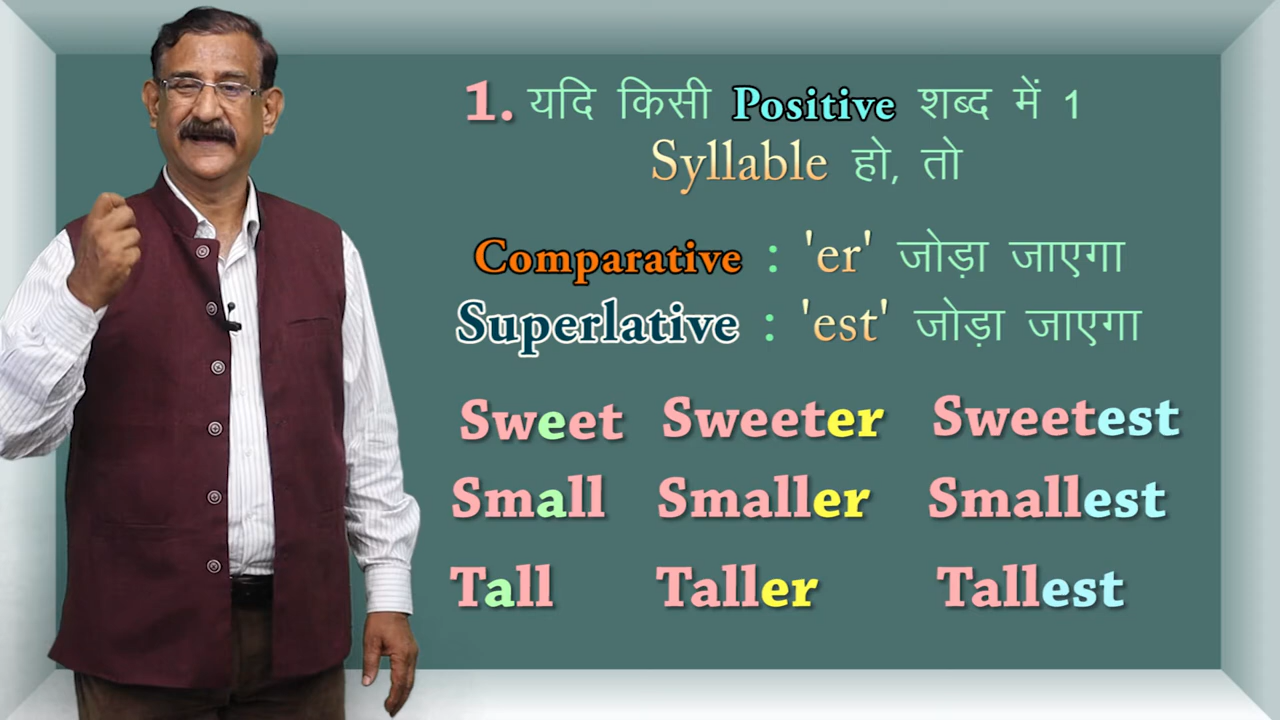 1. यदि किसी Positive शब्द में 1
Syllable हो, तो
Comparative : 'er' जोड़ा जाएगा
Superlative : 'est' जोड़ा जाएगा
Sweet Sweeter Sweetest
Small Smaller Smallest
Tall Taller Tallest